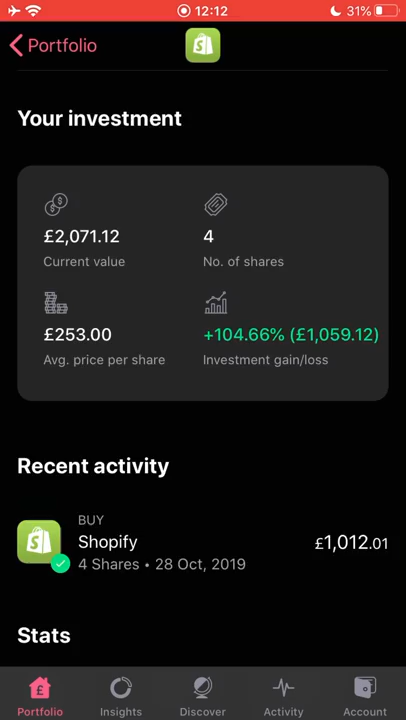 12:12
31%
Portfolio
Your investment
£2,071.12
4
Current value
No. of shares
£253.00
+104.66% (£1,059.12)
Avg. price per share
Investment gain/loss
Recent activity
BUY
Shopify
£1,012.01
4 Shares • 28 Oct, 2019
Stats
Portfolio
Insights
Discover
Activity
Account